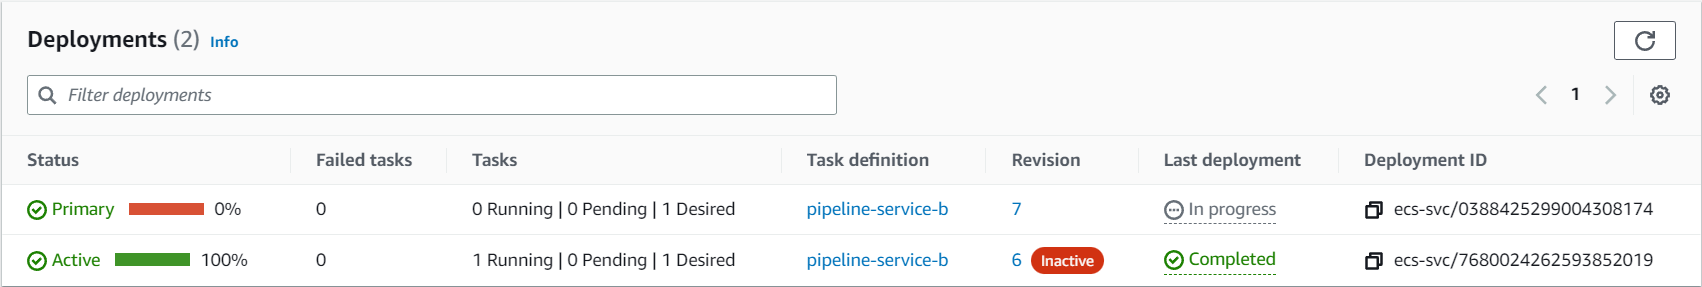 Deployments (2) Info
Filter deployments
1
Status Failed tasks Tasks Task definition Revision Last deployment Deployment ID
Primary 0% 0 0 Running | 0 Pending | 1 Desired pipeline-service-b 7 In progress ecs-svc/0388425299004308174
Active 100% 0 1 Running | 0 Pending | 1 Desired pipeline-service-b 6 Inactive Completed ecs-svc/7680024262593852019